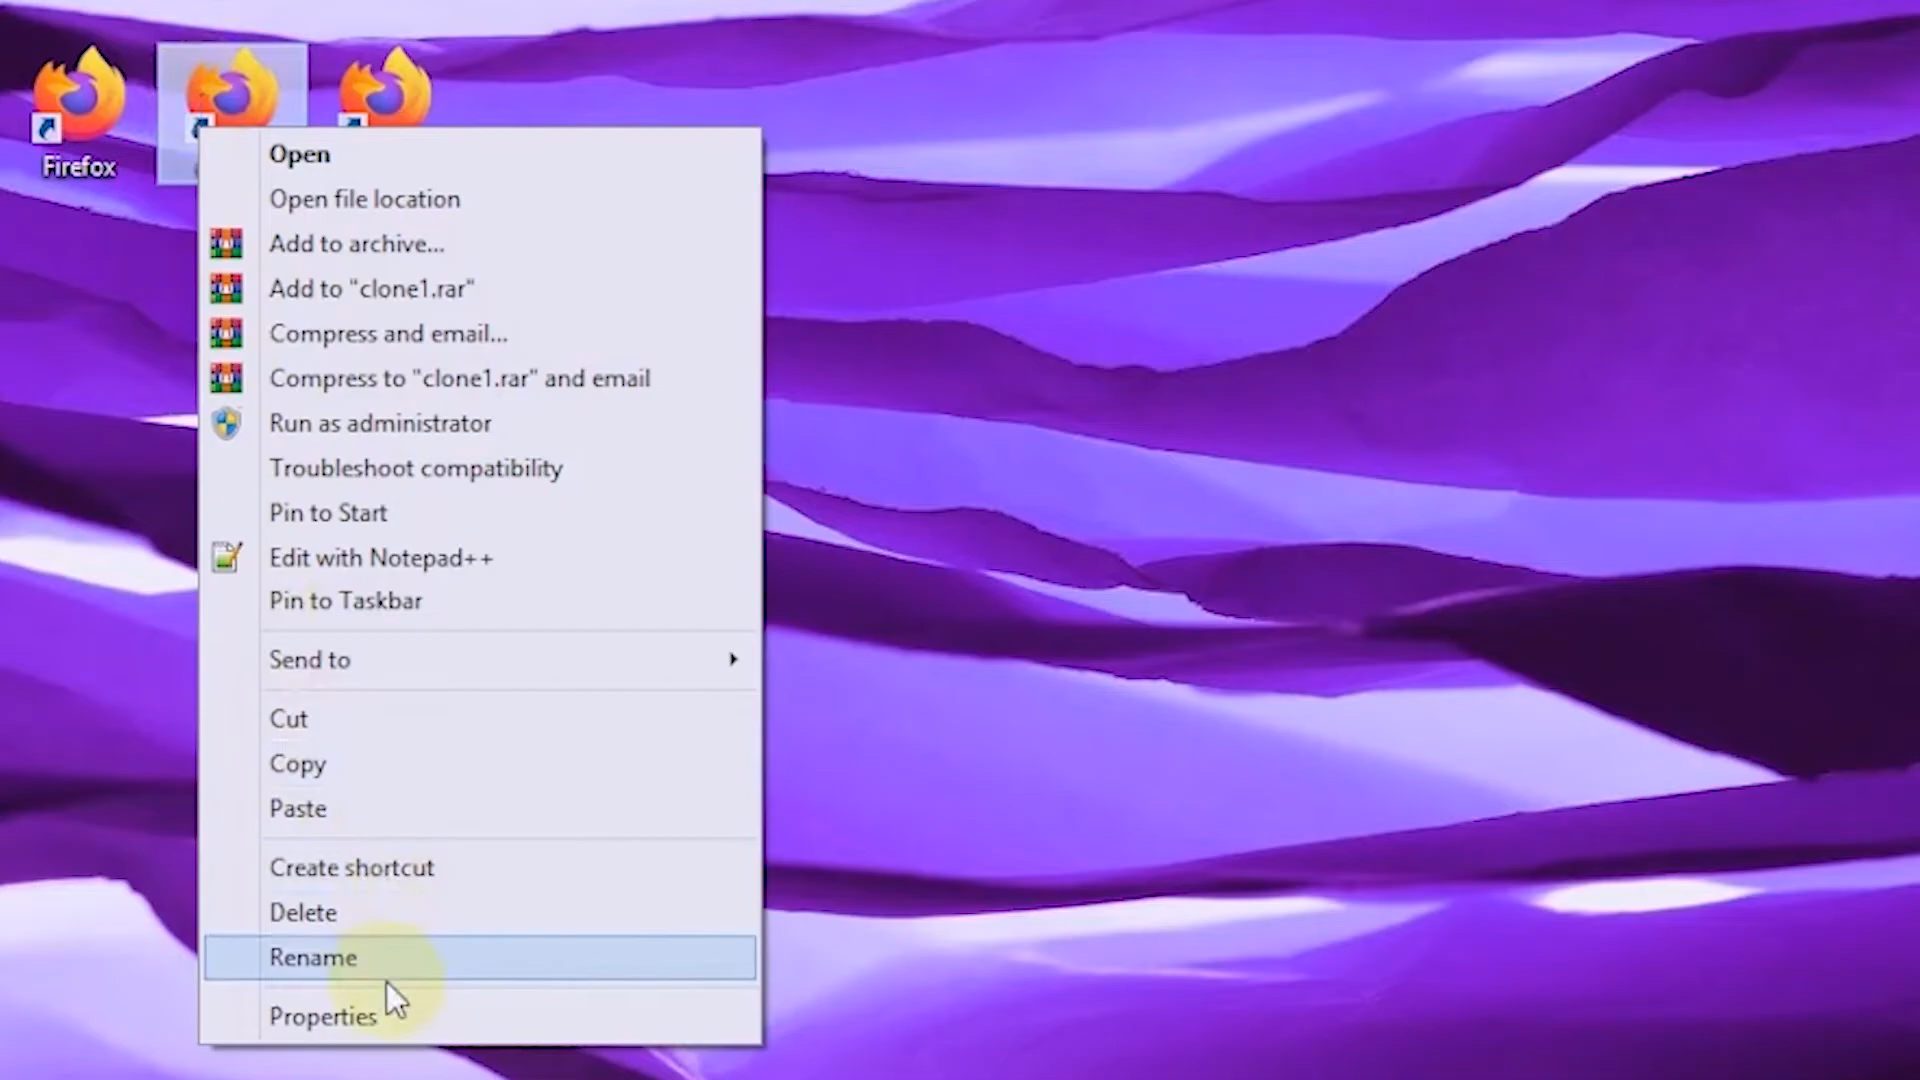 Firefox
Open
Open file location
Add to archive...
Add to "clone1.rar"
Compress and email...
Compress to "clone1.rar" and email
Run as administrator
Troubleshoot compatibility
Pin to Start
Edit with Notepad++
Pin to Taskbar
Send to
Cut
Copy
Paste
Create shortcut
Delete
Rename
Properties